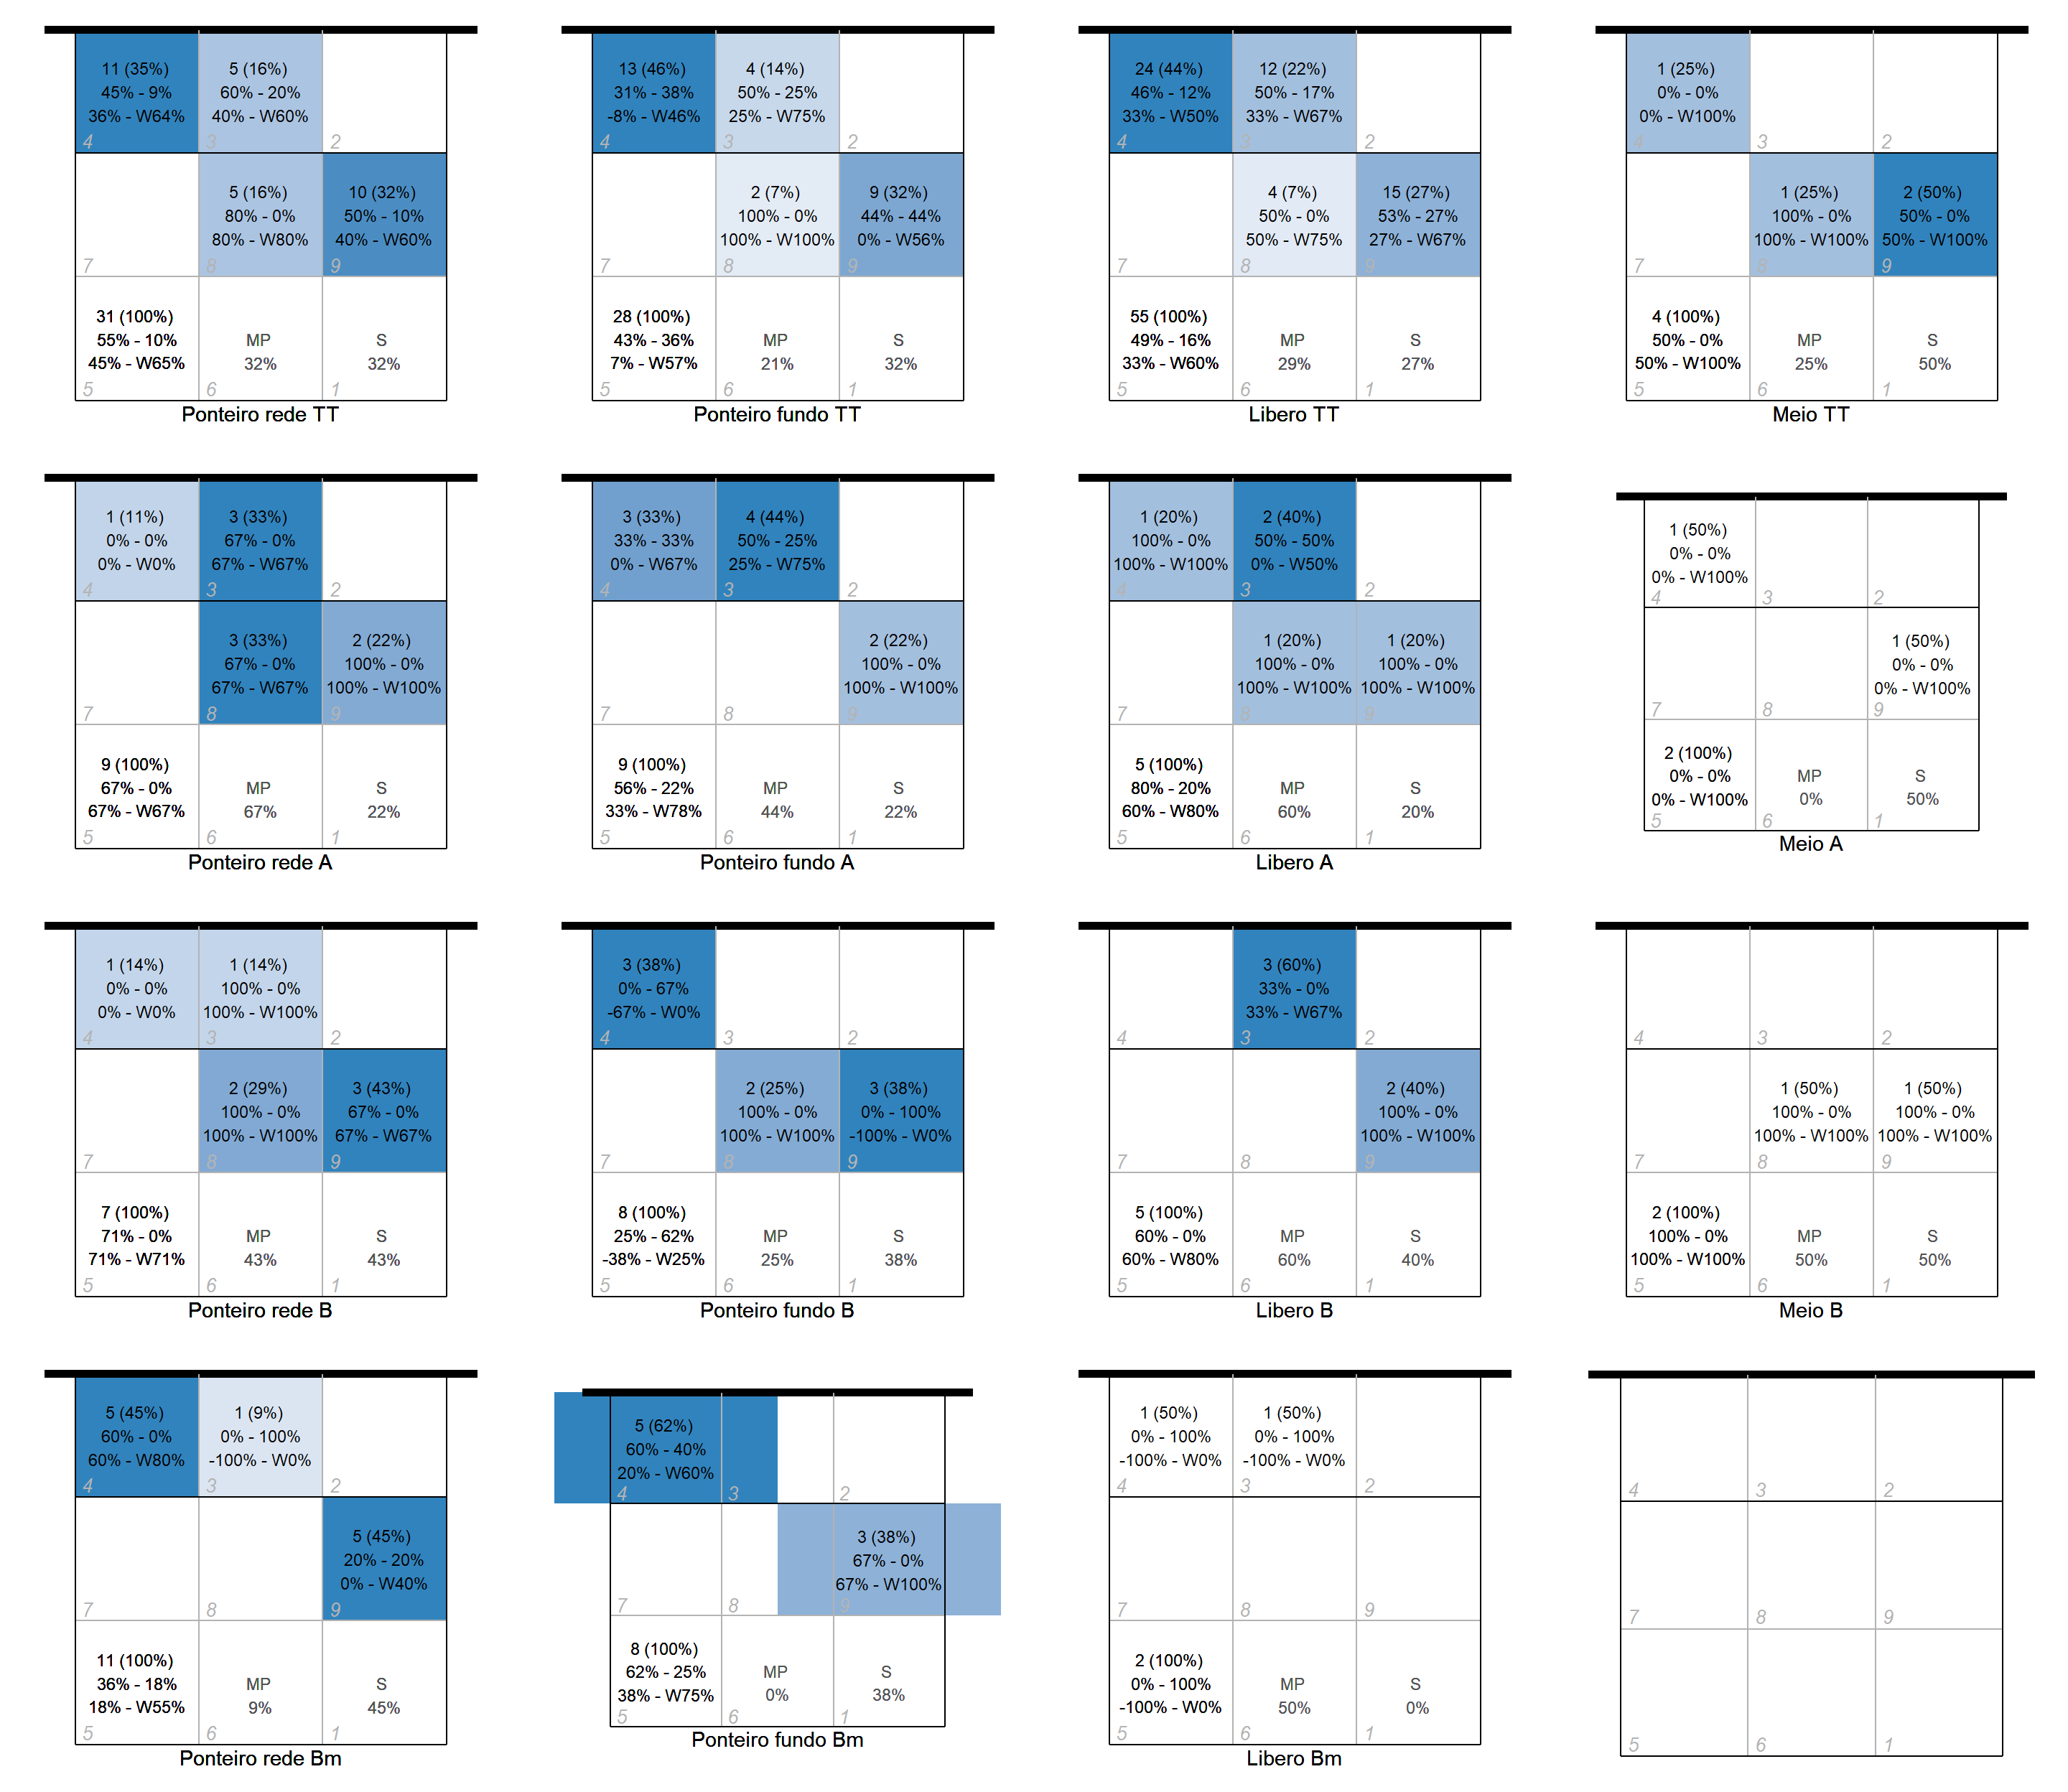 11 (35%)
45% - 9%
36% - W64%
4
5 (16%)
60% - 20%
40% - W60%
3
2
7
5 (16%)
80% - 0%
80% - W80%
8
10 (32%)
50% - 10%
40% - W60%
9
31 (100%)
55% - 10%
45% - W65%
5
MP
32%
6
S
32%
1
Ponteiro rede TT
13 (46%)
31% - 38%
-8% - W46%
4
4 (14%)
50% - 25%
25% - W75%
3
2
7
2 (7%)
100% - 0%
100% - W100%
8
9 (32%)
44% - 44%
0% - W56%
9
28 (100%)
43% - 36%
7% - W57%
5
MP
21%
6
S
32%
1
Ponteiro fundo TT
24 (44%)
46% - 12%
33% - W50%
4
12 (22%)
50% - 17%
33% - W67%
3
2
7
4 (7%)
50% - 0%
50% - W75%
8
15 (27%)
53% - 27%
27% - W67%
9
55 (100%)
49% - 16%
33% - W60%
5
MP
29%
6
S
27%
1
Libero TT
1 (25%)
0% - 0%
0% - W100%
4
3
2
7
1 (25%)
100% - 0%
100% - W100%
8
2 (50%)
50% - 0%
50% - W100%
9
4 (100%)
50% - 0%
50% - W100%
5
MP
25%
6
S
50%
1
Meio TT
1 (11%)
0% - 0%
0% - W0%
4
3 (33%)
67% - 0%
67% - W67%
3
2
7
3 (33%)
67% - 0%
67% - W67%
8
2 (22%)
100% - 0%
100% - W100%
9
9 (100%)
67% - 0%
67% - W67%
5
MP
67%
6
S
22%
1
Ponteiro rede A
3 (33%)
33% - 33%
0% - W67%
4
4 (44%)
50% - 25%
25% - W75%
3
2
7
8
2 (22%)
100% - 0%
100% - W100%
9
9 (100%)
56% - 22%
33% - W78%
5
MP
44%
6
S
22%
1
Ponteiro fundo A
1 (20%)
100% - 0%
100% - W100%
4
2 (40%)
50% - 50%
0% - W50%
3
2
7
1 (20%)
100% - 0%
100% - W100%
8
1 (20%)
100% - 0%
100% - W100%
9
5 (100%)
80% - 20%
60% - W80%
5
MP
60%
6
S
20%
1
Libero A
1 (50%)
0% - 0%
0% - W100%
4
3
2
7
8
1 (50%)
0% - 0%
0% - W100%
9
2 (100%)
0% - 0%
0% - W100%
5
MP
0%
6
S
50%
1
Meio A
1 (14%)
0% - 0%
0% - W0%
4
1 (14%)
100% - 0%
100% - W100%
3
2
7
2 (29%)
100% - 0%
100% - W100%
8
3 (43%)
67% - 0%
67% - W67%
9
7 (100%)
71% - 0%
71% - W71%
5
MP
43%
6
S
43%
1
Ponteiro rede B
3 (38%)
0% - 67%
-67% - W0%
4
3
2
7
2 (25%)
100% - 0%
100% - W100%
8
3 (38%)
0% - 100%
-100% - W0%
9
8 (100%)
25% - 62%
-38% - W25%
5
MP
25%
6
S
38%
1
Ponteiro fundo B
4
3 (60%)
33% - 0%
33% - W67%
3
2
7
8
2 (40%)
100% - 0%
100% - W100%
9
5 (100%)
60% - 0%
60% - W80%
5
MP
60%
6
S
40%
1
Libero B
4
3
2
7
1 (50%)
100% - 0%
100% - W100%
8
1 (50%)
100% - 0%
100% - W100%
9
2 (100%)
100% - 0%
100% - W100%
5
MP
50%
6
S
50%
1
Meio B
5 (45%)
60% - 0%
60% - W80%
4
1 (9%)
0% - 100%
-100% - W0%
3
2
7
8
5 (45%)
20% - 20%
0% - W40%
9
11 (100%)
36% - 18%
18% - W55%
5
MP
9%
6
S
45%
1
Ponteiro rede Bm
5 (62%)
60% - 40%
20% - W60%
4
3
2
7
8
3 (38%)
67% - 0%
67% - W100%
9
8 (100%)
62% - 25%
38% - W75%
5
MP
0%
6
S
38%
1
Ponteiro fundo Bm
1 (50%)
0% - 100%
-100% - W0%
4
1 (50%)
0% - 100%
-100% - W0%
3
2
7
8
9
2 (100%)
0% - 100%
-100% - W0%
5
MP
50%
6
S
0%
1
Libero Bm
4
3
2
7
8
9
5
6
1